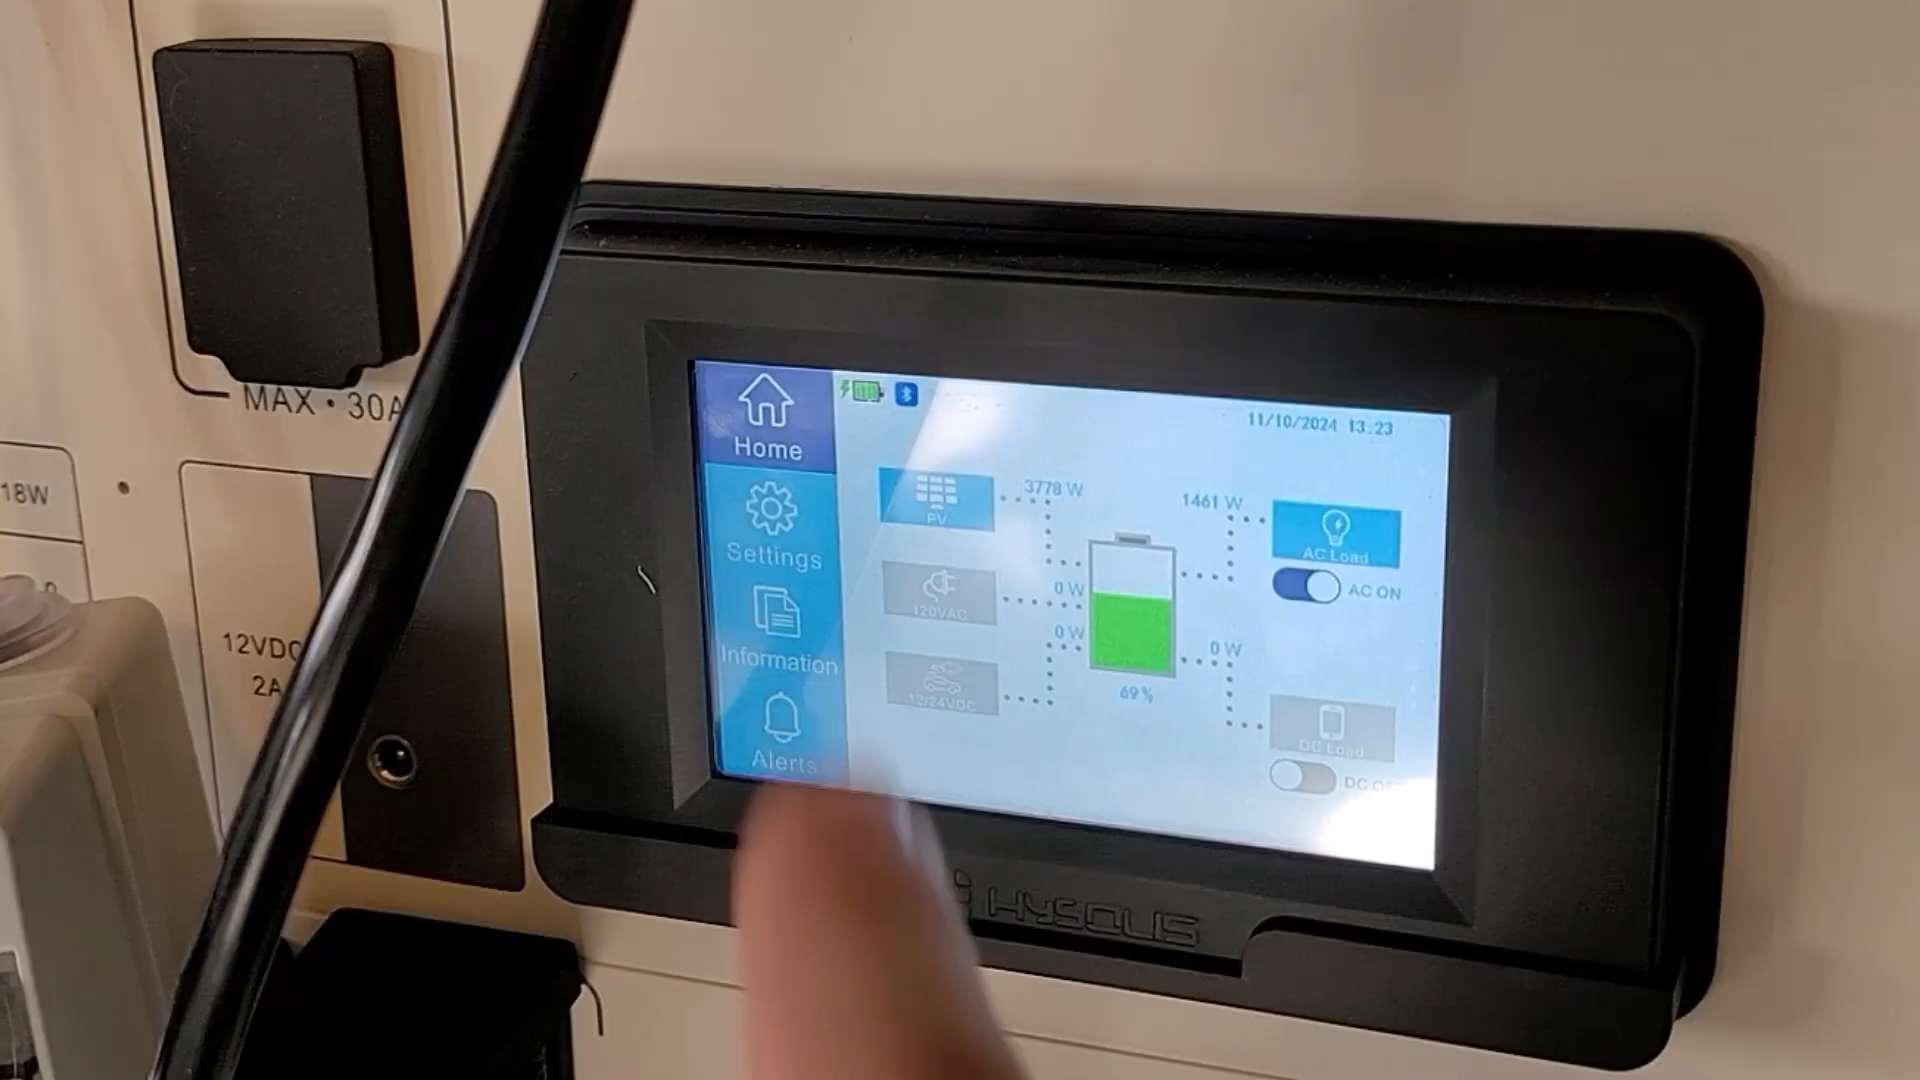 MAX • 30A
18W
12VDC
2A
Home
Settings
Information
Alerts
11/10/2024 13:23
3778 W
PV
1461 W
AC Load
AC ON
0 W
120VAC
0 W
12/24VDC
69%
0 W
DC Load
DC
HYSOLIS